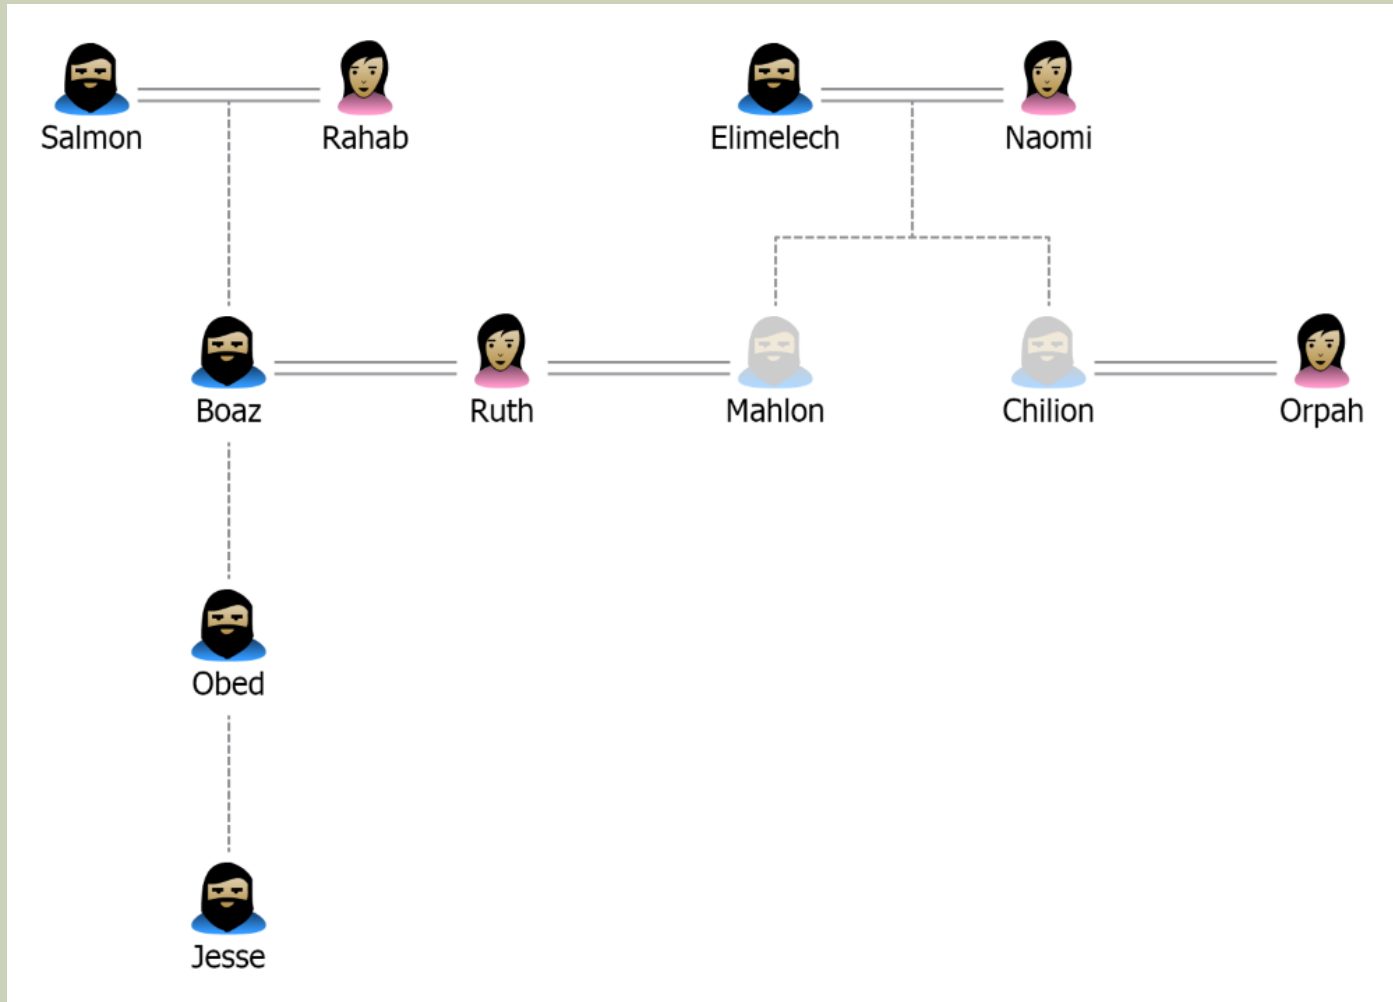 Salmon
Rahab
Elimelech
Naomi
Boaz
Ruth
Mahlon
Chilion
Orpah
Obed
Jesse